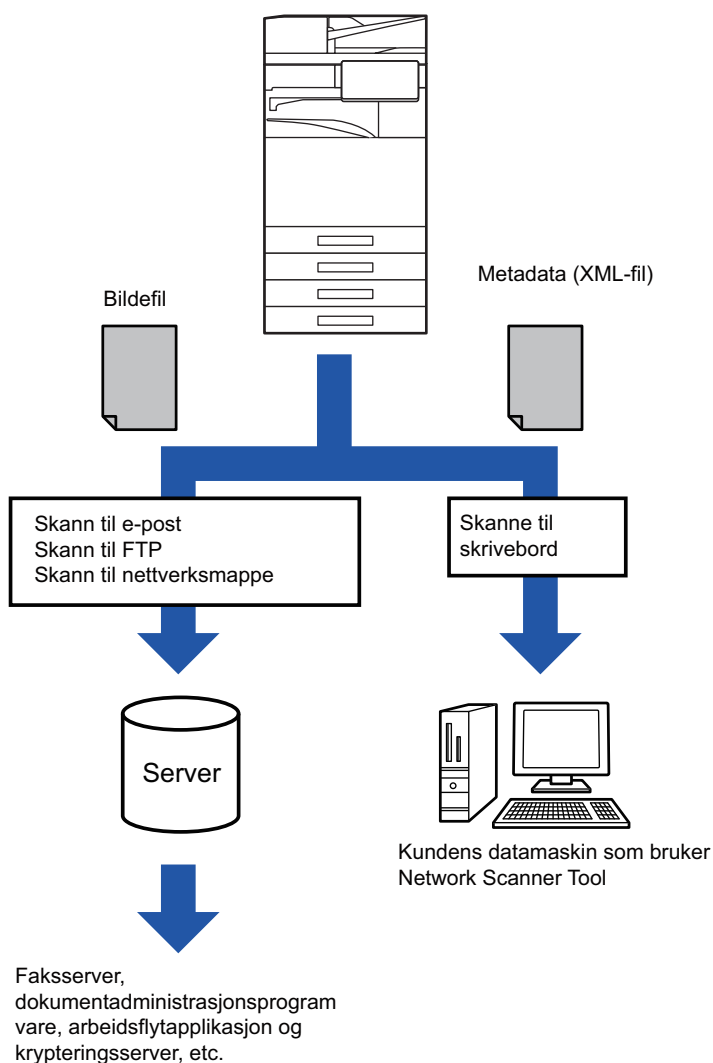 Metadata (XML-fil)
Bildefil
Skann til e-post
Skann til FTP
Skann til nettverksmappe
Skanne til
skrivebord
Server
Kundens datamaskin som bruker
Network Scanner Tool
Faksserver,
dokumentadministrasjonsprogram
vare, arbeidsflytapplikasjon og
krypteringsserver, etc.